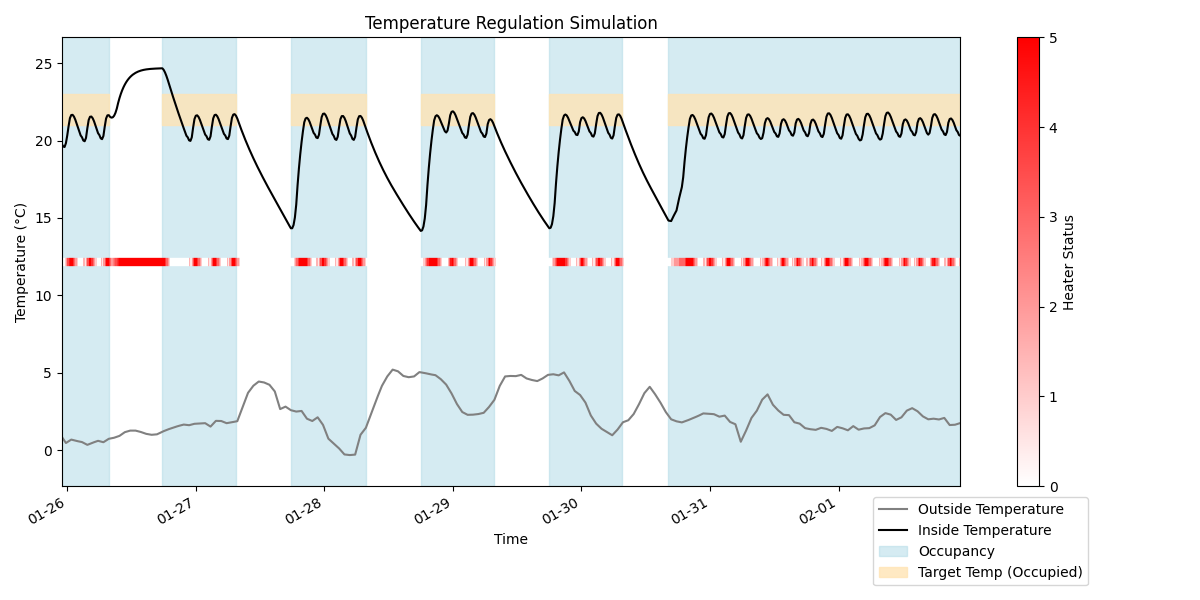 Temperature Regulation Simulation
25
20
15
10
5
0
Temperature (°C)
01-26
01-27
01-28
01-29
01-30
01-31
02-01
Time
5
4
3
2
1
0
Heater Status
Outside Temperature
Inside Temperature
Occupancy
Target Temp (Occupied)